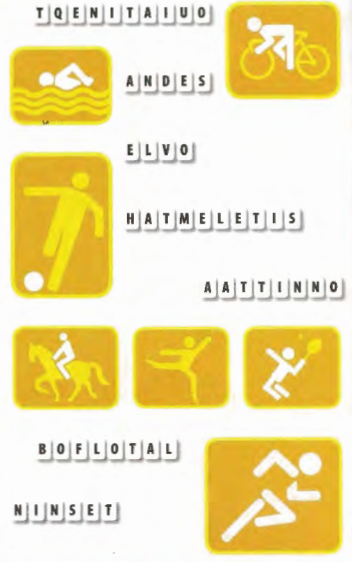 TQENITAIUO
ANDES
ELVO
HATMELETIS
AATTINNO
BOFLOTAL
NINSET